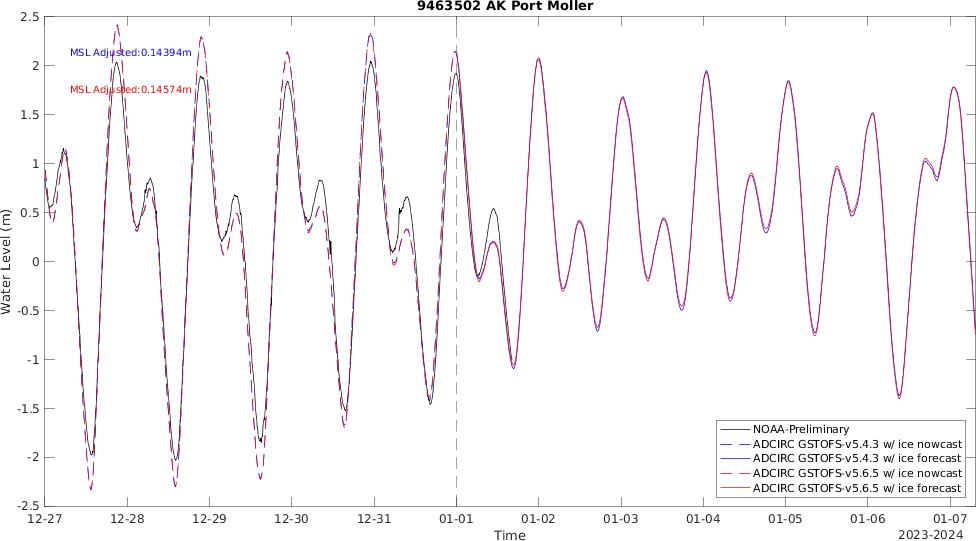 9463502 AK Port Moller
MSL Adjusted:0.14394m
MSL Adjusted:0.14574m
Water Level (m)
2.5
2
1.5
1
0.5
0
-0.5
-1
-1.5
-2
-2.5
NOAA-Preliminary
ADCIRC GSTOFS-v5.4.3 w/ ice nowcast
ADCIRC GSTOFS-v5.4.3 w/ ice forecast
ADCIRC GSTOFS-v5.6.5 w/ ice nowcast
ADCIRC GSTOFS-v5.6.5 w/ ice forecast
12-27 12-28 12-29 12-30 12-31 01-01 01-02 01-03 01-04 01-05 01-06 01-07
Time
2023-2024